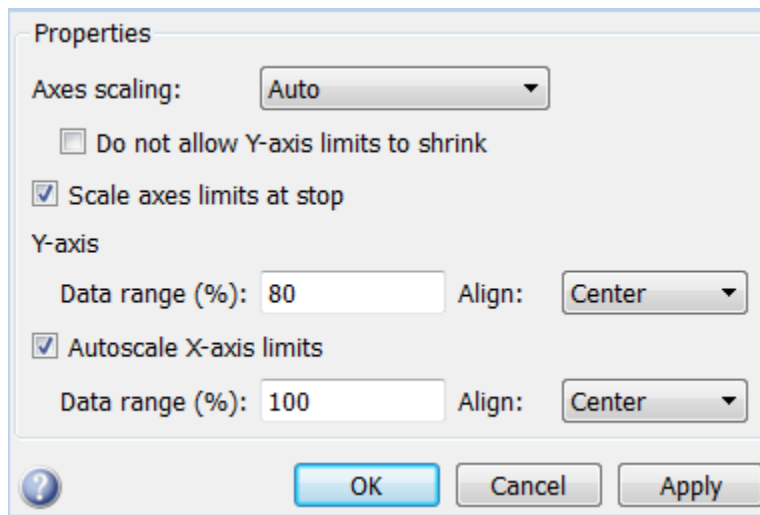 Properties
Axes scaling: Auto
Do not allow Y-axis limits to shrink
Scale axes limits at stop
Y-axis
Data range (%): 80 Align: Center
Autoscale X-axis limits
Data range (%): 100 Align: Center
? OK Cancel Apply